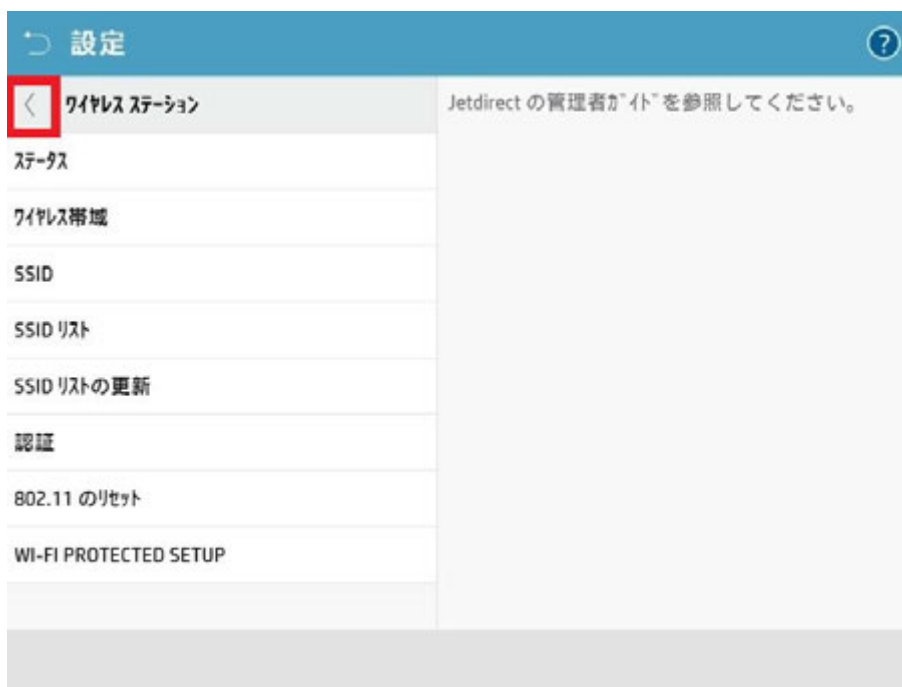 設定
?
ﾜｲﾔﾚｽ ｽﾃｰｼｮﾝ
ｽﾃｰﾀｽ
ﾜｲﾔﾚｽ帯域
SSID
SSID ﾘｽﾄ
SSID ﾘｽﾄの更新
認証
802.11 のﾘｾｯﾄ
WI-FI PROTECTED SETUP
Jetdirect の管理者ｶﾞｲﾄﾞを参照してください。